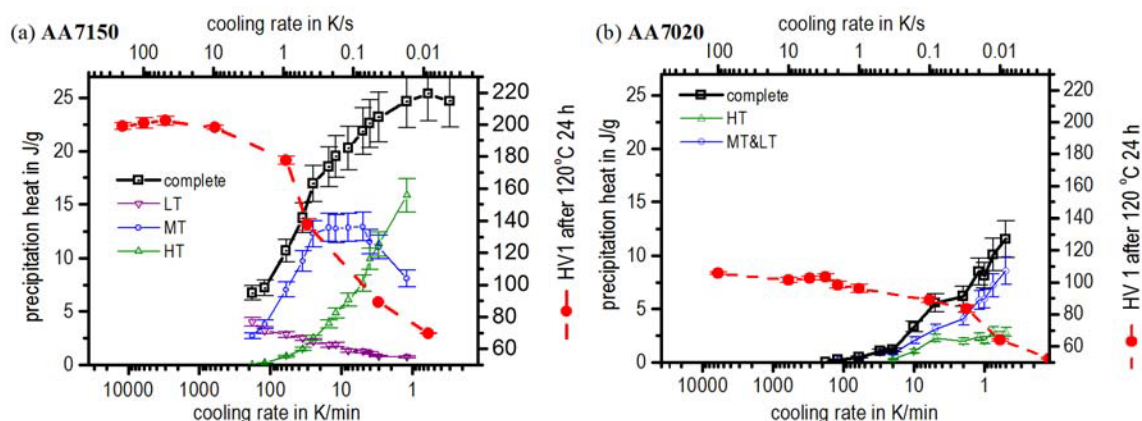 (a) AA7150
cooling rate in K/s
100 10 1 0.1 0.01
precipitation heat in J/g
25
20
15
10
5
0
complete
LT
MT
HT
220
200
180
160
140
120
100
80
60
HV1 after 120°C 24 h
10000 1000 100 10 1
cooling rate in K/min
(b) AA7020
cooling rate in K/s
100 10 1 0.1 0.01
precipitation heat in J/g
25
20
15
10
5
0
complete
HT
MT&LT
220
200
180
160
140
120
100
80
60
HV 1 after 120 °C 24 h
10000 1000 100 10 1
cooling rate in K/min